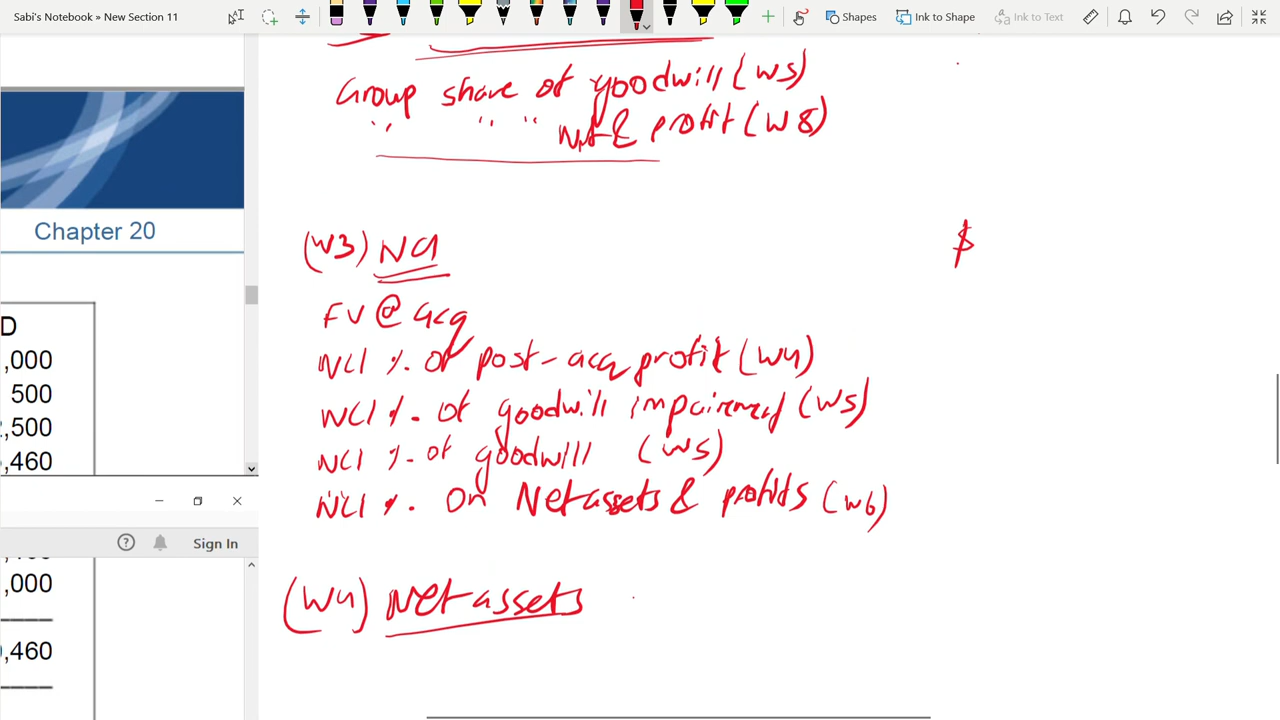 Sabi's Notebook » New Section 11
Shapes
Ink to Shape
Ink to Text
Group share of goodwill (W5)
" " " NA & profit (W8)
Chapter 20
(W3) NCI
$
FV @ acq
D
,000
NCI %. of post-acq profit (W4)
500
NCI %. of goodwill impairment (W5)
,500
NCI %. of goodwill (W5)
,460
NCI %. on Net assets & profits (W6)
Sign In
,000
(W4) Net assets
,460